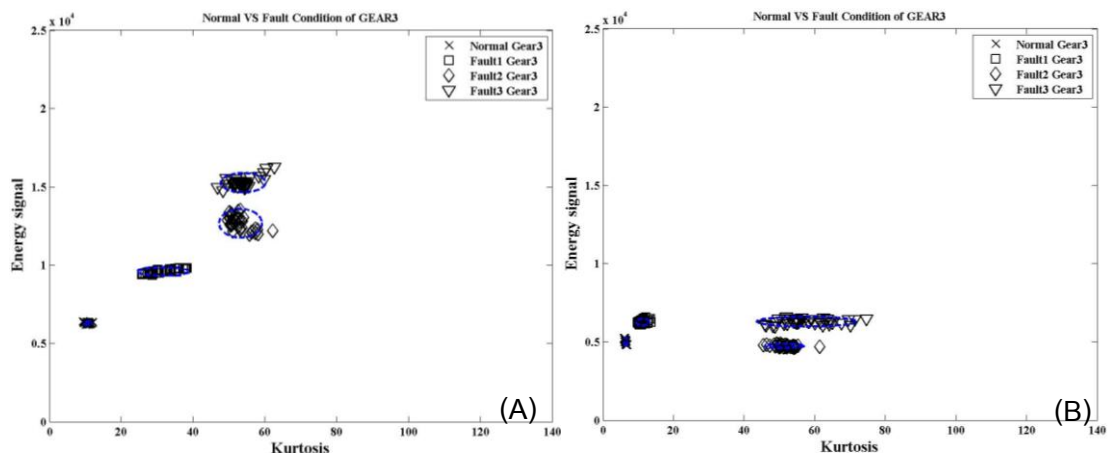 Normal VS Fault Condition of GEAR3
x 10⁴
2.5
2
1.5
1
0.5
0
Energy signal
0 20 40 60 80 100 120 140
Kurtosis
Normal Gear3
Fault1 Gear3
Fault2 Gear3
Fault3 Gear3
(A)
Normal VS Fault Condition of GEAR3
x 10⁴
2.5
2
1.5
1
0.5
0
Energy signal
0 20 40 60 80 100 120 140
Kurtosis
Normal Gear3
Fault1 Gear3
Fault2 Gear3
Fault3 Gear3
(B)